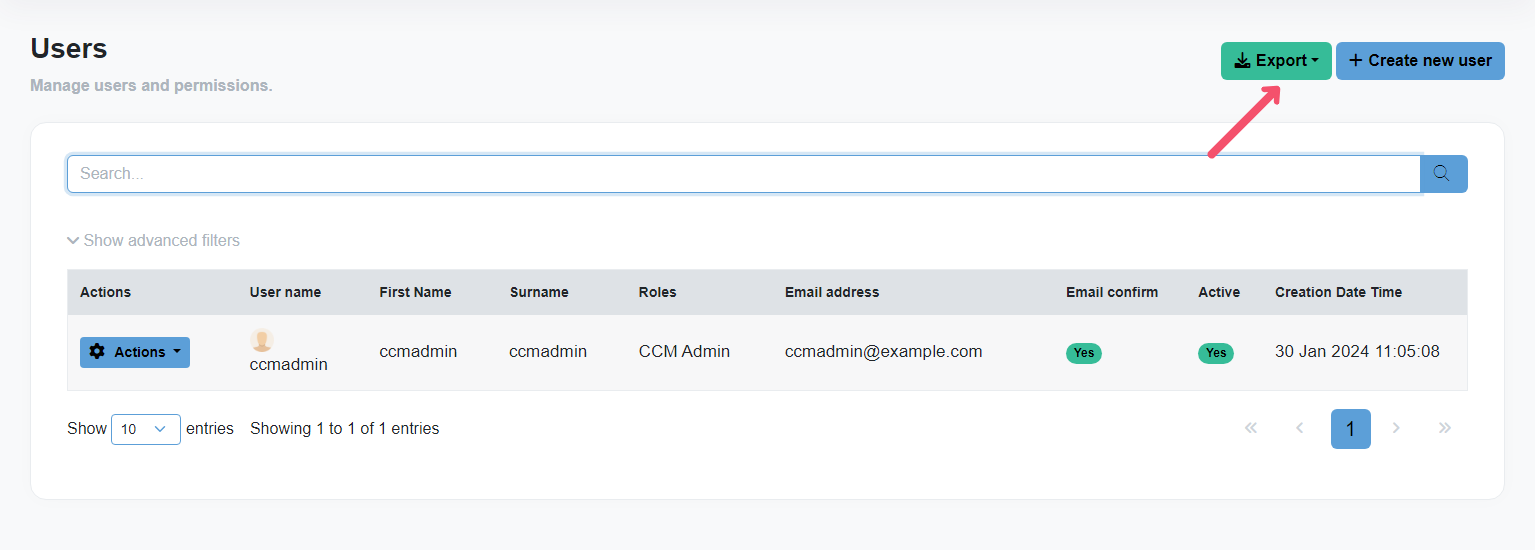 Users
Export
Create new user
Manage users and permissions.
Search...
Show advanced filters
Actions User name First Name Surname Roles Email address Email confirm Active Creation Date Time
Actions ccmadmin ccmadmin ccmadmin CCM Admin ccmadmin@example.com Yes Yes 30 Jan 2024 11:05:08
Show 10 entries Showing 1 to 1 of 1 entries « ‹ 1 › »